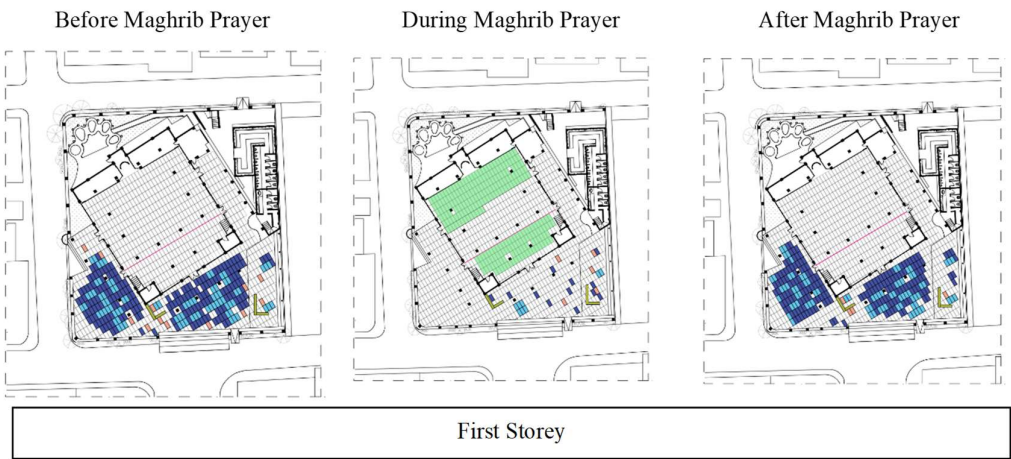 Before Maghrib Prayer
During Maghrib Prayer
After Maghrib Prayer
First Storey